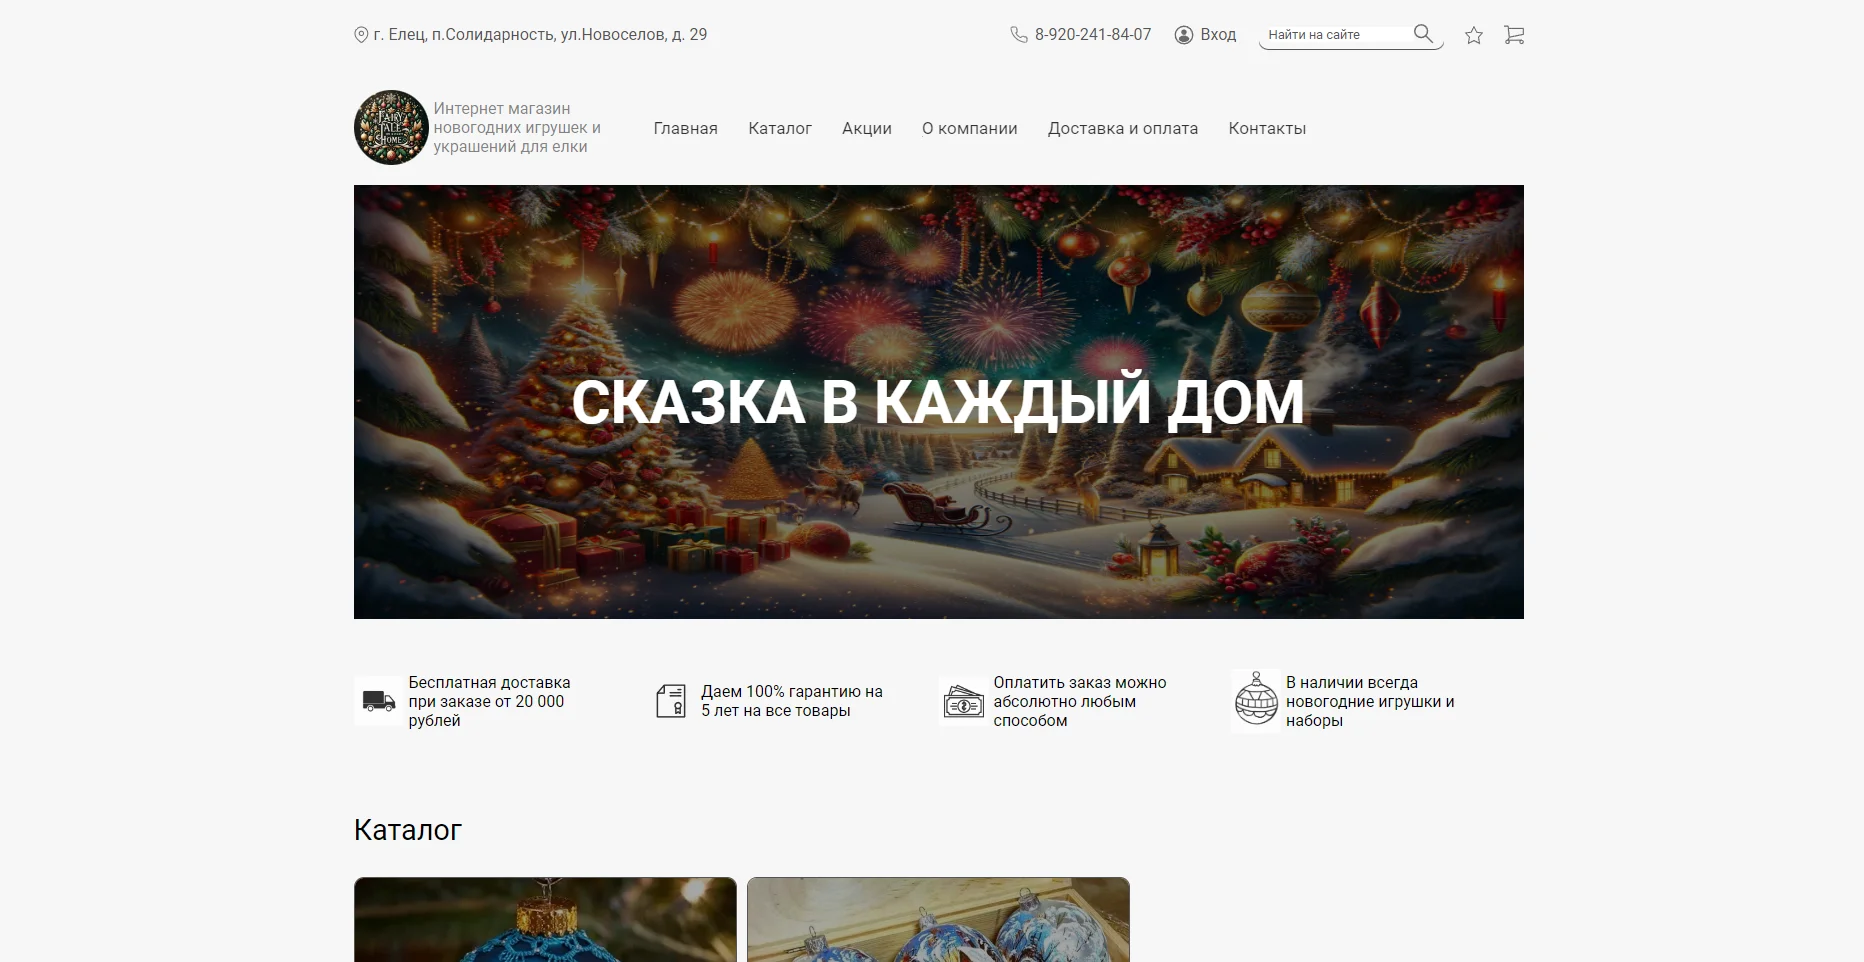 г. Елец, п.Солидарность, ул.Новоселов, д. 29
8-920-241-84-07
Вход
Найти на сайте
FAIRY
TALE
HOME
Интернет магазин
новогодних игрушек и
украшений для елки
Главная
Каталог
Акции
О компании
Доставка и оплата
Контакты
СКАЗКА В КАЖДЫЙ ДОМ
Бесплатная доставка
при заказе от 20 000
рублей
Даем 100% гарантию на
5 лет на все товары
Оплатить заказ можно
абсолютно любым
способом
В наличии всегда
новогодние игрушки и
наборы
Каталог